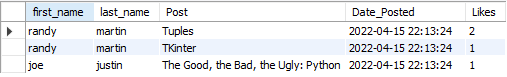 first_name last_name Post Date_Posted Likes
randy martin Tuples 2022-04-15 22:13:24 2
randy martin TKinter 2022-04-15 22:13:24 1
joe justin The Good, the Bad, the Ugly: Python 2022-04-15 22:13:24 1